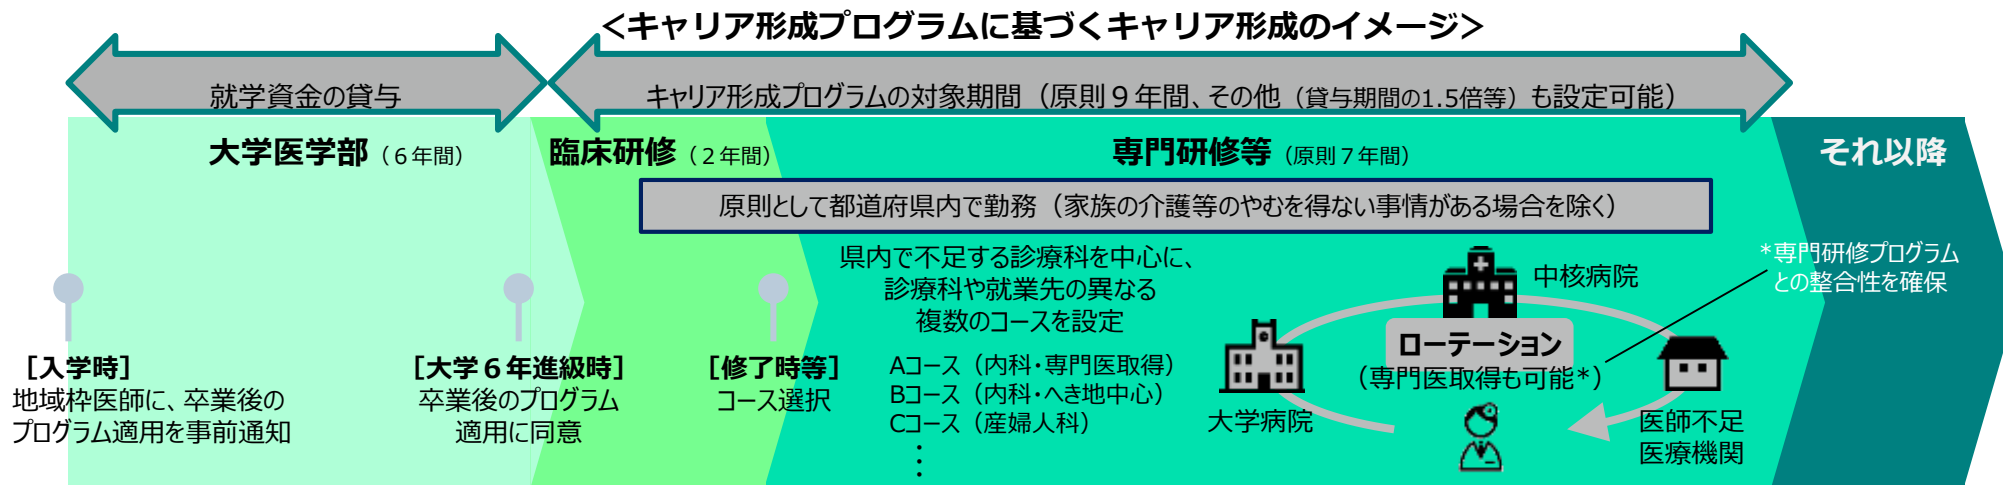 <キャリア形成プログラムに基づくキャリア形成のイメージ>
就学資金の貸与
キャリア形成プログラムの対象期間（原則９年間、その他（貸与期間の1.5倍等）も設定可能）
大学医学部（６年間）
臨床研修（２年間）
専門研修等（原則７年間）
それ以降
原則として都道府県内で勤務（家族の介護等のやむを得ない事情がある場合を除く）
［入学時］
地域枠医師に、卒業後の
プログラム適用を事前通知
［大学６年進級時］
卒業後のプログラム
適用に同意
［修了時等］
コース選択
県内で不足する診療科を中心に、
診療科や就業先の異なる
複数のコースを設定
Aコース（内科・専門医取得）
Bコース（内科・へき地中心）
Cコース（産婦人科）
・
・
・
中核病院
ローテーション
（専門医取得も可能*）
大学病院
医師不足
医療機関
*専門研修プログラム
との整合性を確保